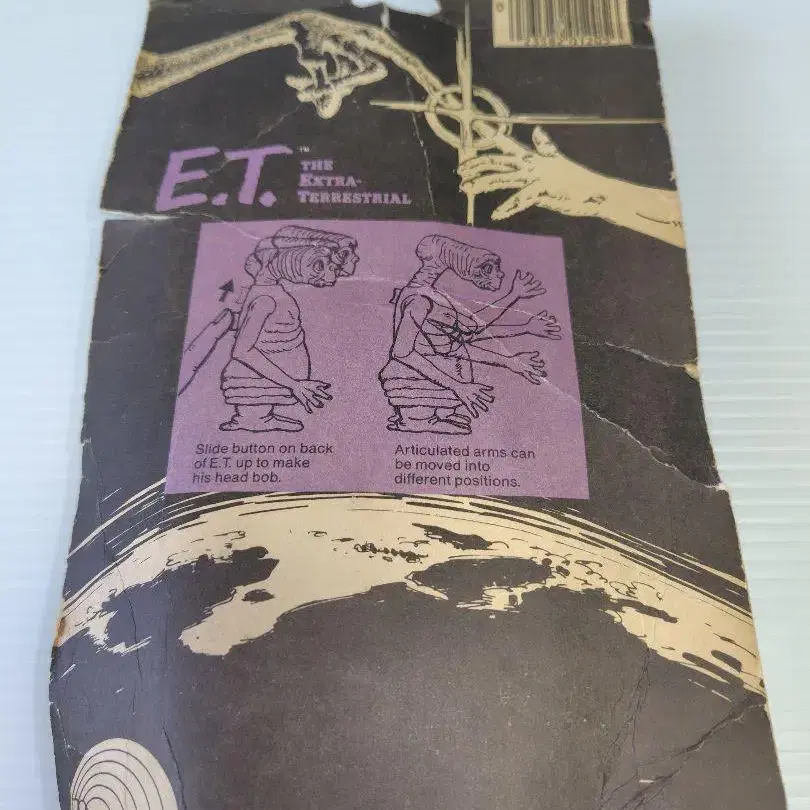 E.T.™ THE
EXTRA-
TERRESTRIAL
Slide button on back
of E.T. up to make
his head bob.
Articulated arms can
be moved into
different positions.